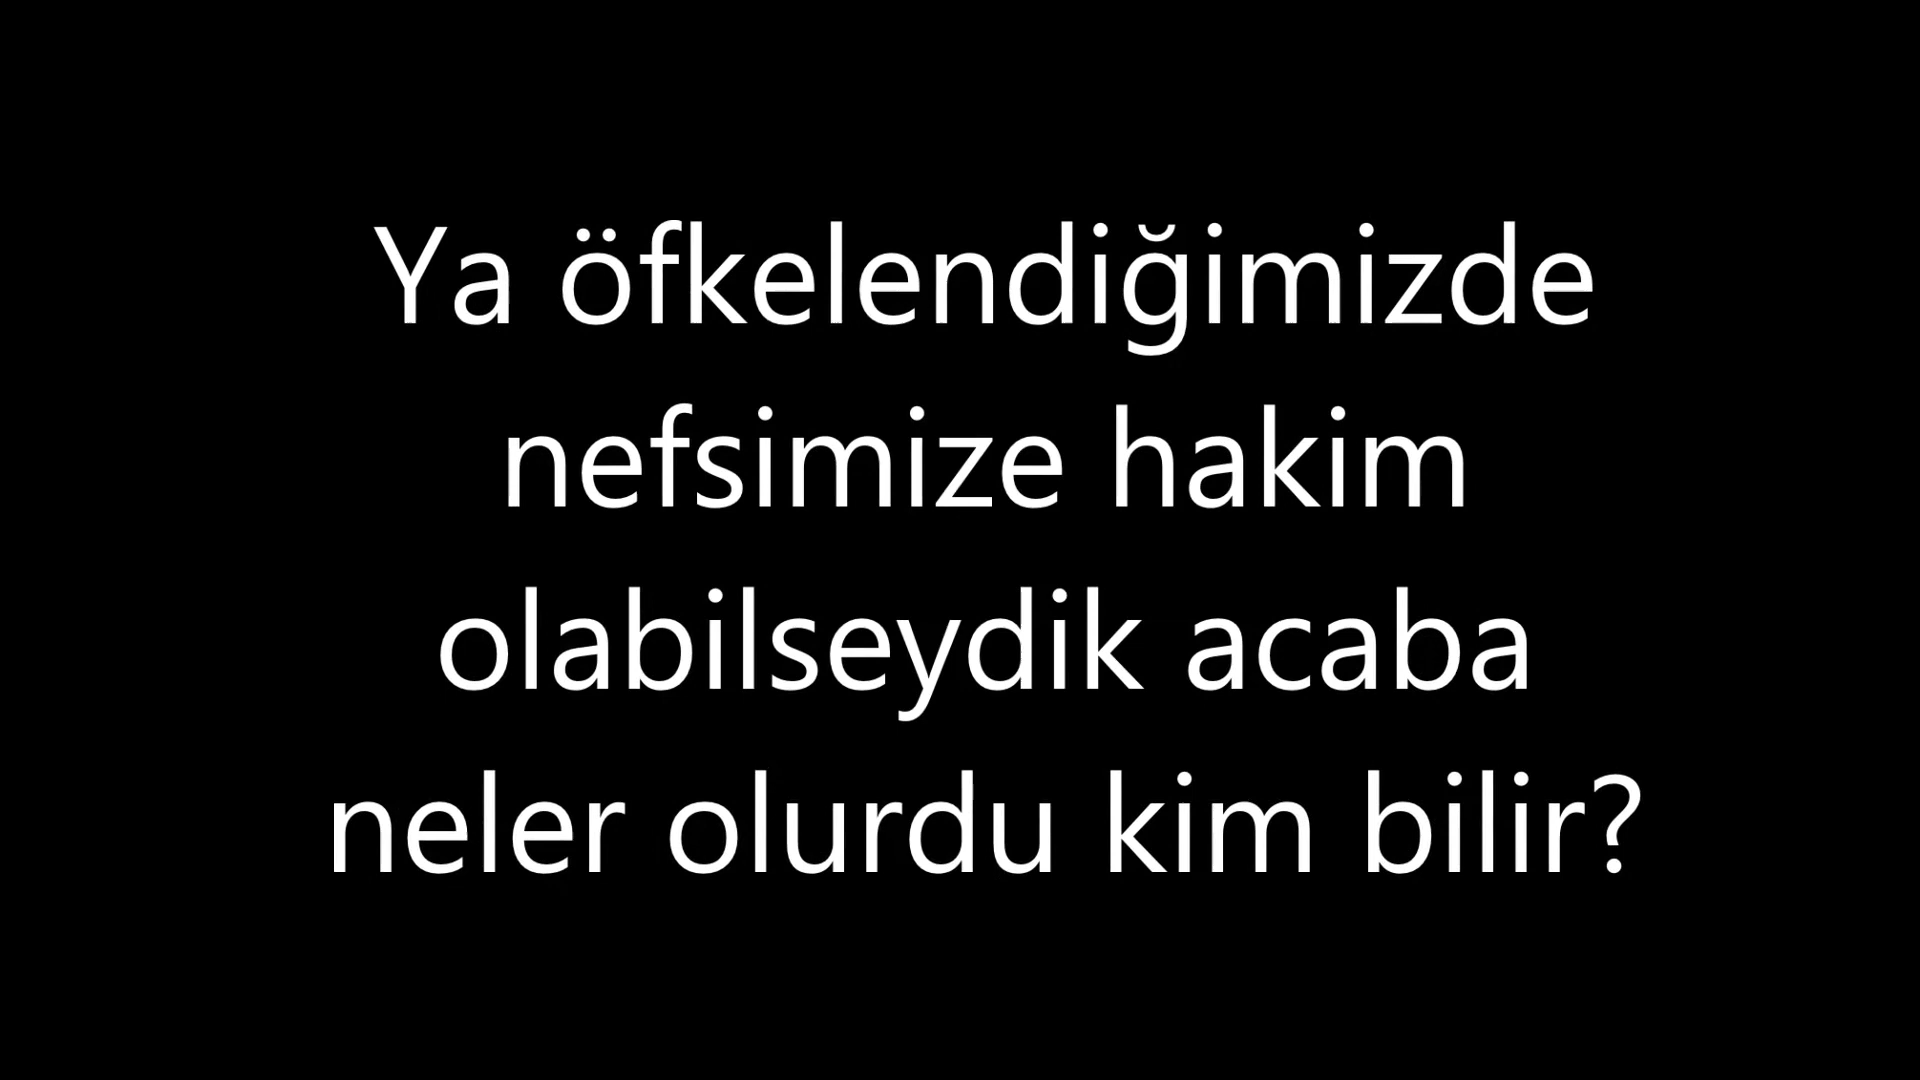 Ya öfkelendiğimizde
nefsimize hakim
olabilseydik acaba
neler olurdu kim bilir?